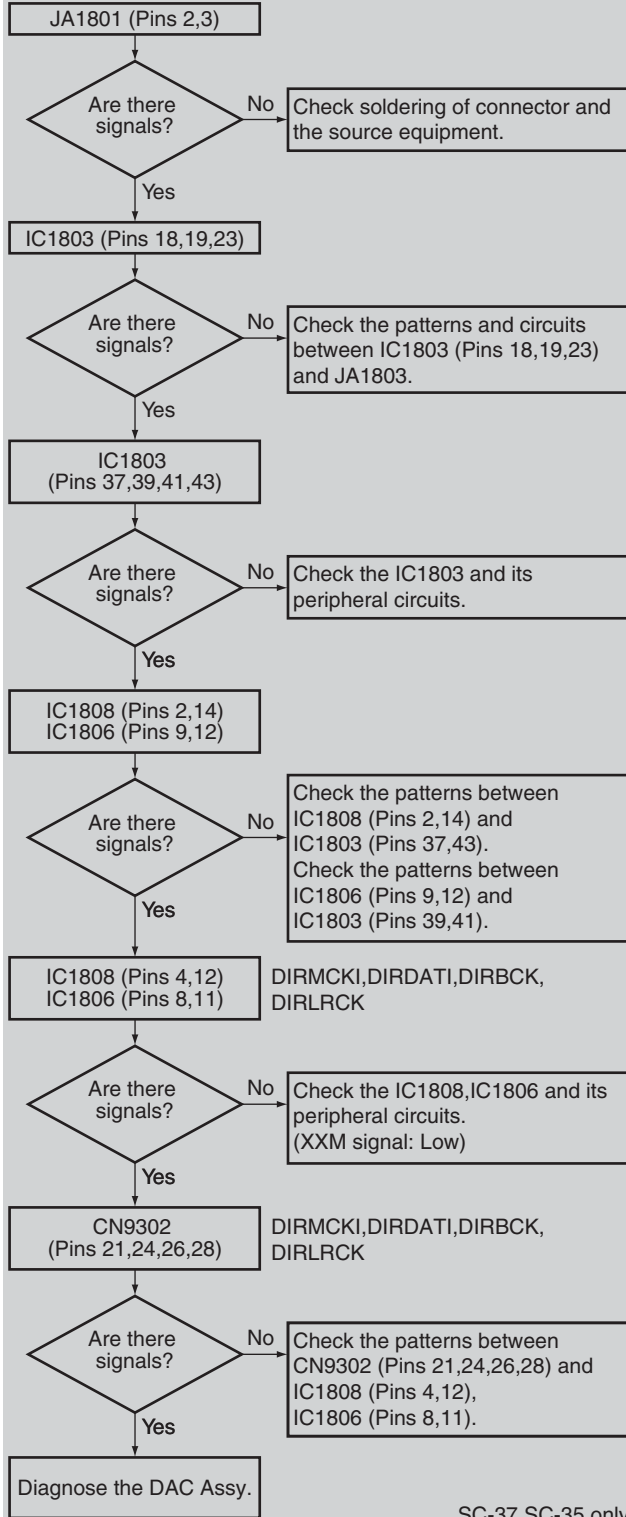 JA1801 (Pins 2,3)
Are there
signals?
No
Check soldering of connector and
the source equipment.
Yes
IC1803 (Pins 18,19,23)
Are there
signals?
No
Check the patterns and circuits
between IC1803 (Pins 18,19,23)
and JA1803.
Yes
IC1803
(Pins 37,39,41,43)
Are there
signals?
No
Check the IC1803 and its
peripheral circuits.
Yes
IC1808 (Pins 2,14)
IC1806 (Pins 9,12)
Are there
signals?
No
Check the patterns between
IC1808 (Pins 2,14) and
IC1803 (Pins 37,43).
Check the patterns between
IC1806 (Pins 9,12) and
IC1803 (Pins 39,41).
Yes
IC1808 (Pins 4,12)
IC1806 (Pins 8,11)
DIRMCKI,DIRDATI,DIRBCK,
DIRLRCK
Are there
signals?
No
Check the IC1808,IC1806 and its
peripheral circuits.
(XXM signal: Low)
Yes
CN9302
(Pins 21,24,26,28)
DIRMCKI,DIRDATI,DIRBCK,
DIRLRCK
Are there
signals?
No
Check the patterns between
CN9302 (Pins 21,24,26,28) and
IC1808 (Pins 4,12),
IC1806 (Pins 8,11).
Yes
Diagnose the DAC Assy.
SC-37,SC-35 only